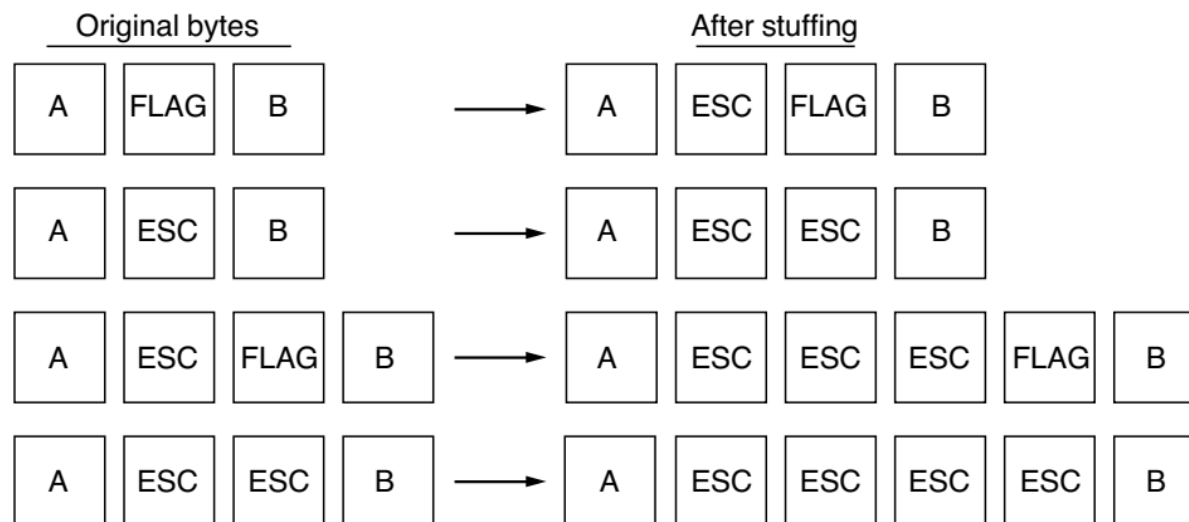 Original bytes After stuffing
A FLAG B A ESC FLAG B
A ESC B A ESC ESC B
A ESC FLAG B A ESC ESC ESC FLAG B
A ESC ESC B A ESC ESC ESC ESC B